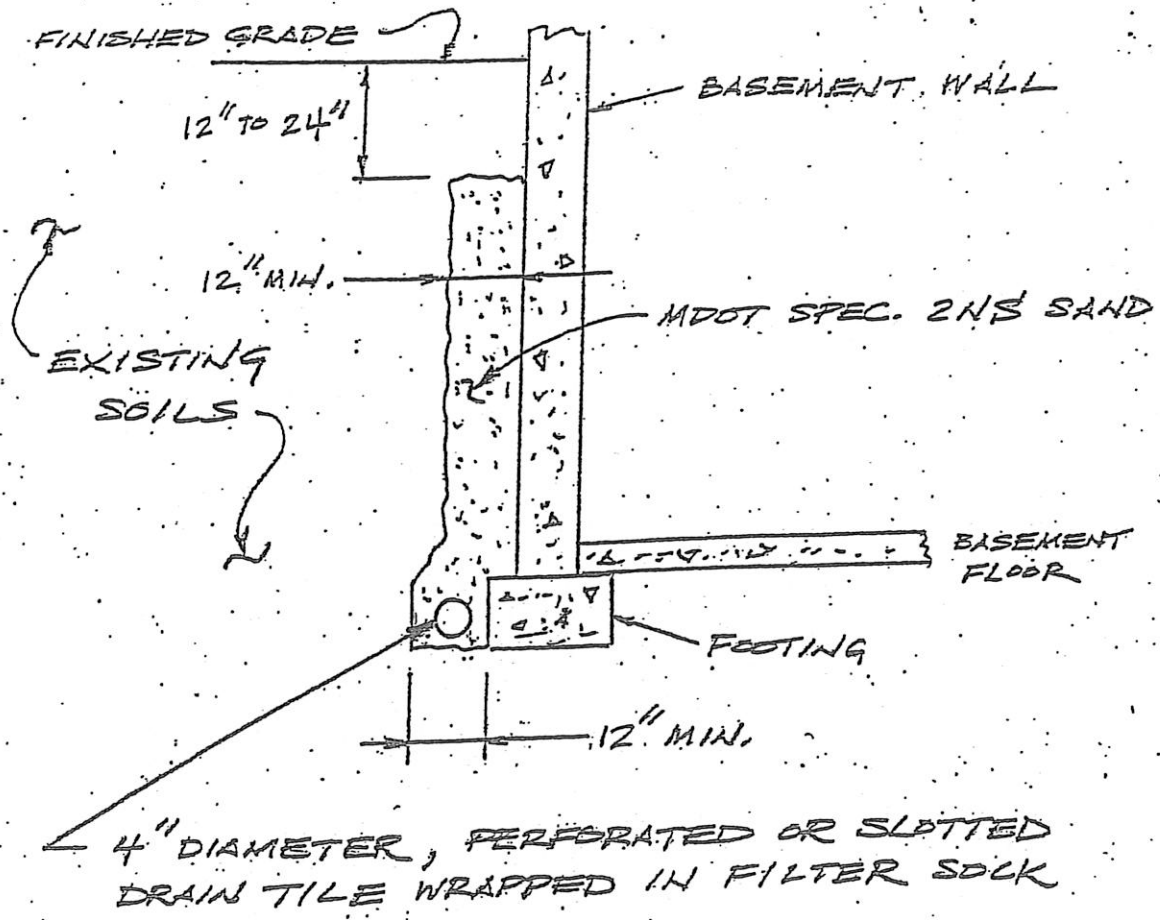 FINISHED GRADE
12" TO 24"
BASEMENT WALL
12" MIN.
MDOT SPEC. 2NS SAND
EXISTING
SOILS
BASEMENT
FLOOR
FOOTING
12" MIN.
4" DIAMETER, PERFORATED OR SLOTTED
DRAIN TILE WRAPPED IN FILTER SOCK